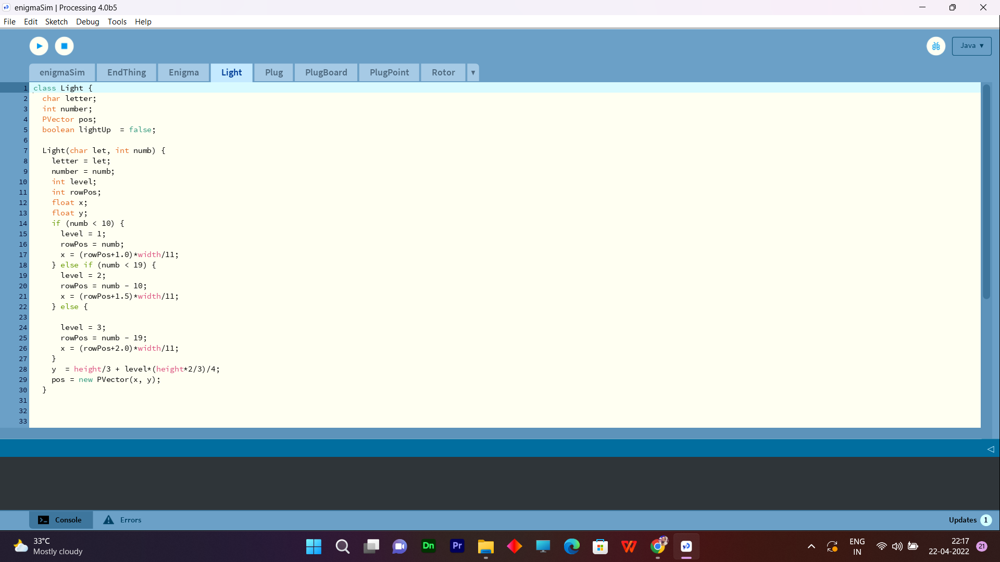 enigmaSim | Processing 4.0b5
File Edit Sketch Debug Tools Help
Java ▾
enigmaSim EndThing Enigma Light Plug PlugBoard PlugPoint Rotor ▾
1 class Light {
2 char letter;
3 int number;
4 PVector pos;
5 boolean lightUp  = false;
6
7 Light(char let, int numb) {
8 letter = let;
9 number = numb;
10 int level;
11 int rowPos;
12 float x;
13 float y;
14 if (numb < 10) {
15 level = 1;
16 rowPos = numb;
17 x = (rowPos+1.0)*width/11;
18 } else if (numb < 19) {
19 level = 2;
20 rowPos = numb - 10;
21 x = (rowPos+1.5)*width/11;
22 } else {
23
24 level = 3;
25 rowPos = numb - 19;
26 x = (rowPos+2.0)*width/11;
27 }
28 y  = height/3 + level*(height*2/3)/4;
29 pos = new PVector(x, y);
30 }
31
32
33
Console Errors Updates 1
33°C
Mostly cloudy
Dn Pr
ENG
IN
22:17
22-04-2022
21